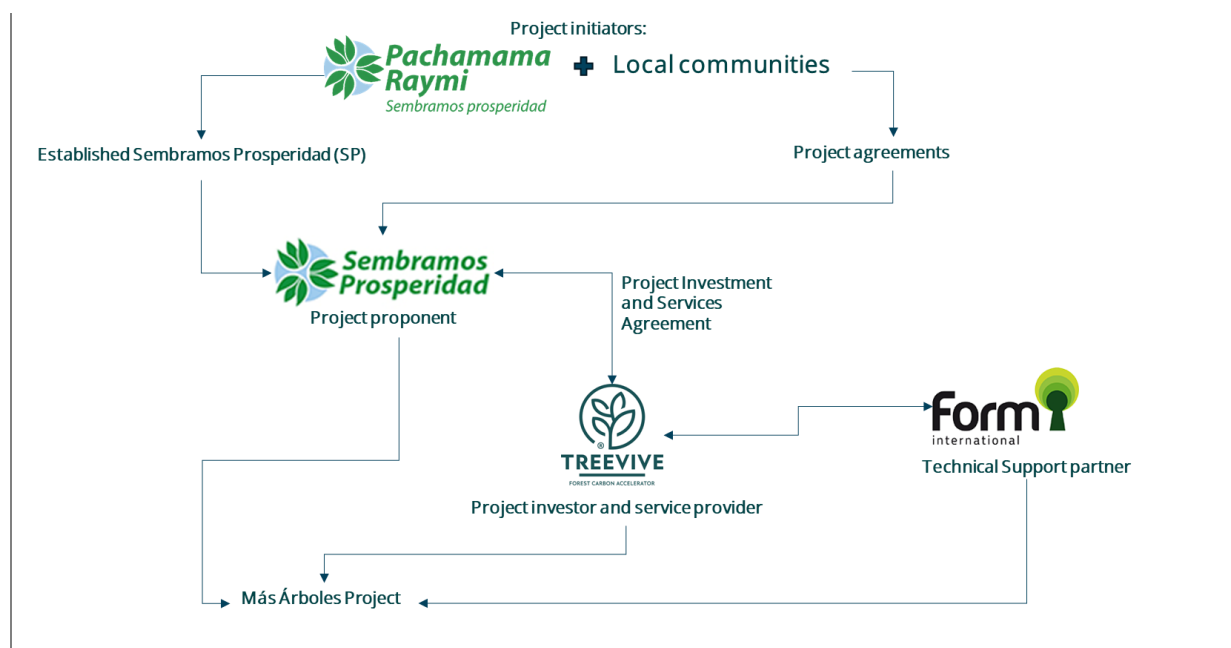 Project initiators:
Pachamama
Raymi
Sembramos prosperidad
Local communities
Established Sembramos Prosperidad (SP)
Project agreements
Sembramos
Prosperidad
Project proponent
Project Investment
and Services
Agreement
form
international
Technical Support partner
®
TREEVIVE
FOREST CARBON ACCELERATOR
Project investor and service provider
Más Árboles Project